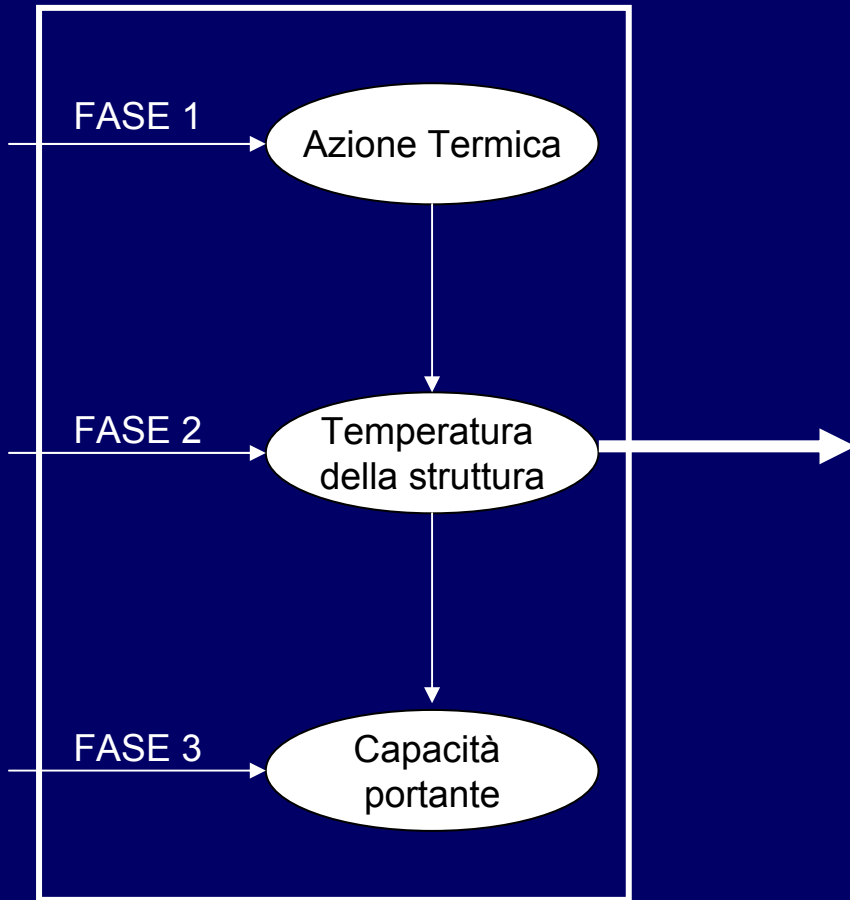 FASE 1
Azione Termica
FASE 2
Temperatura
della struttura
FASE 3
Capacità
portante